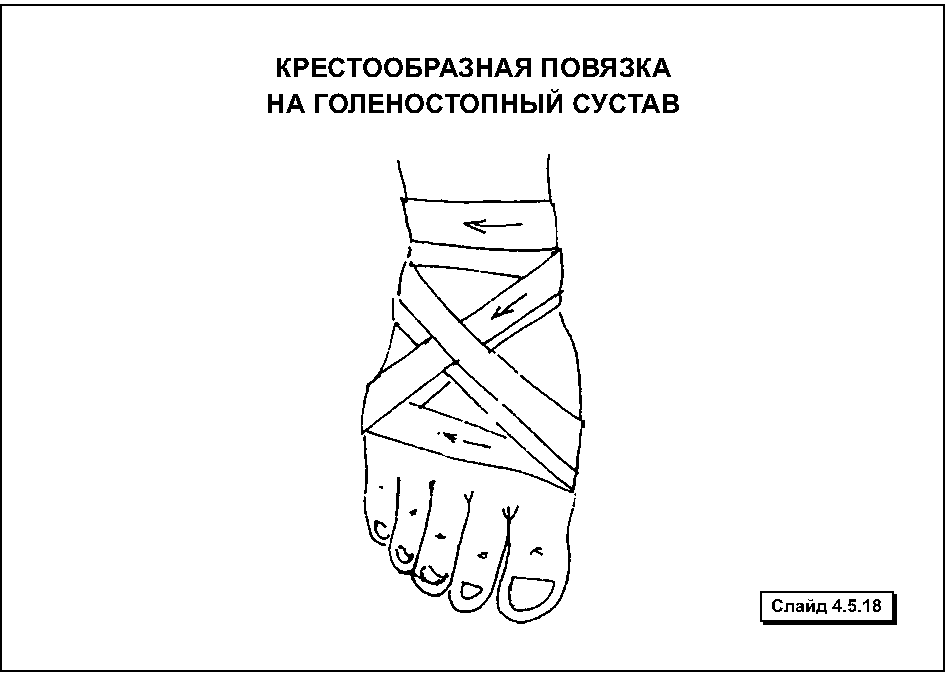 КРЕСТООБРАЗНАЯ ПОВЯЗКА
НА ГОЛЕНОСТОПНЫЙ СУСТАВ
Слайд 4.5.18